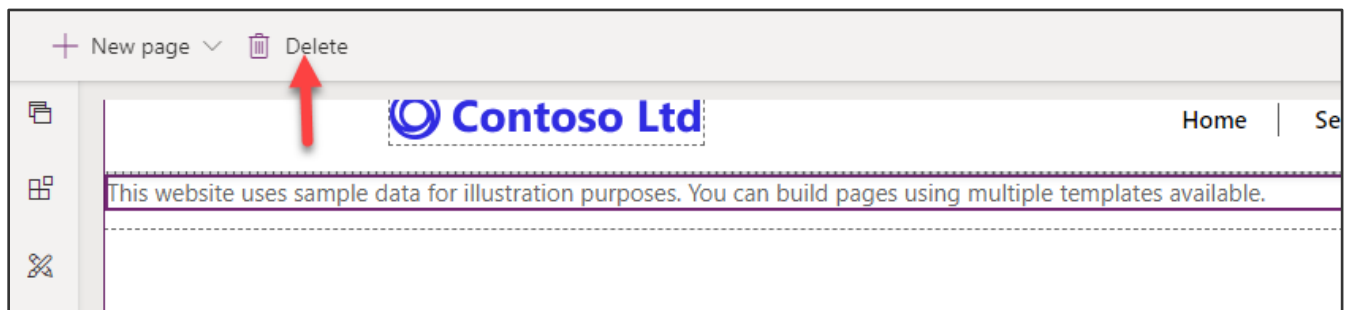 New page Delete
Contoso Ltd
Home Se
This website uses sample data for illustration purposes. You can build pages using multiple templates available.